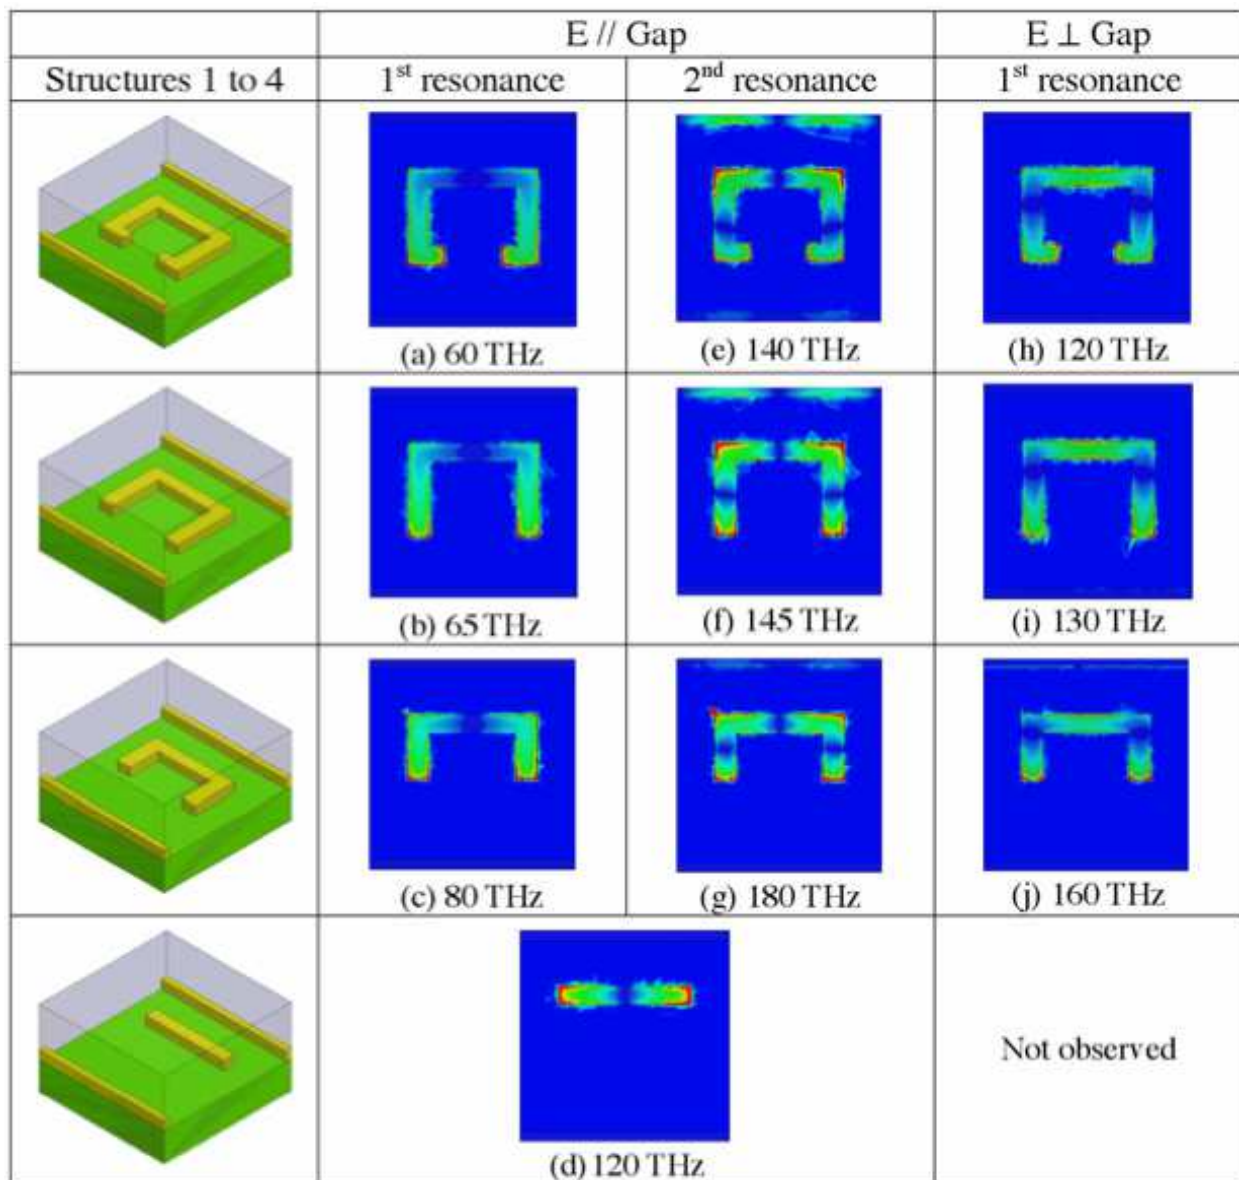 E // Gap
E ⊥ Gap
Structures 1 to 4
1st resonance
2nd resonance
1st resonance
(a) 60 THz
(e) 140 THz
(h) 120 THz
(b) 65 THz
(f) 145 THz
(i) 130 THz
(c) 80 THz
(g) 180 THz
(j) 160 THz
Not observed
(d) 120 THz